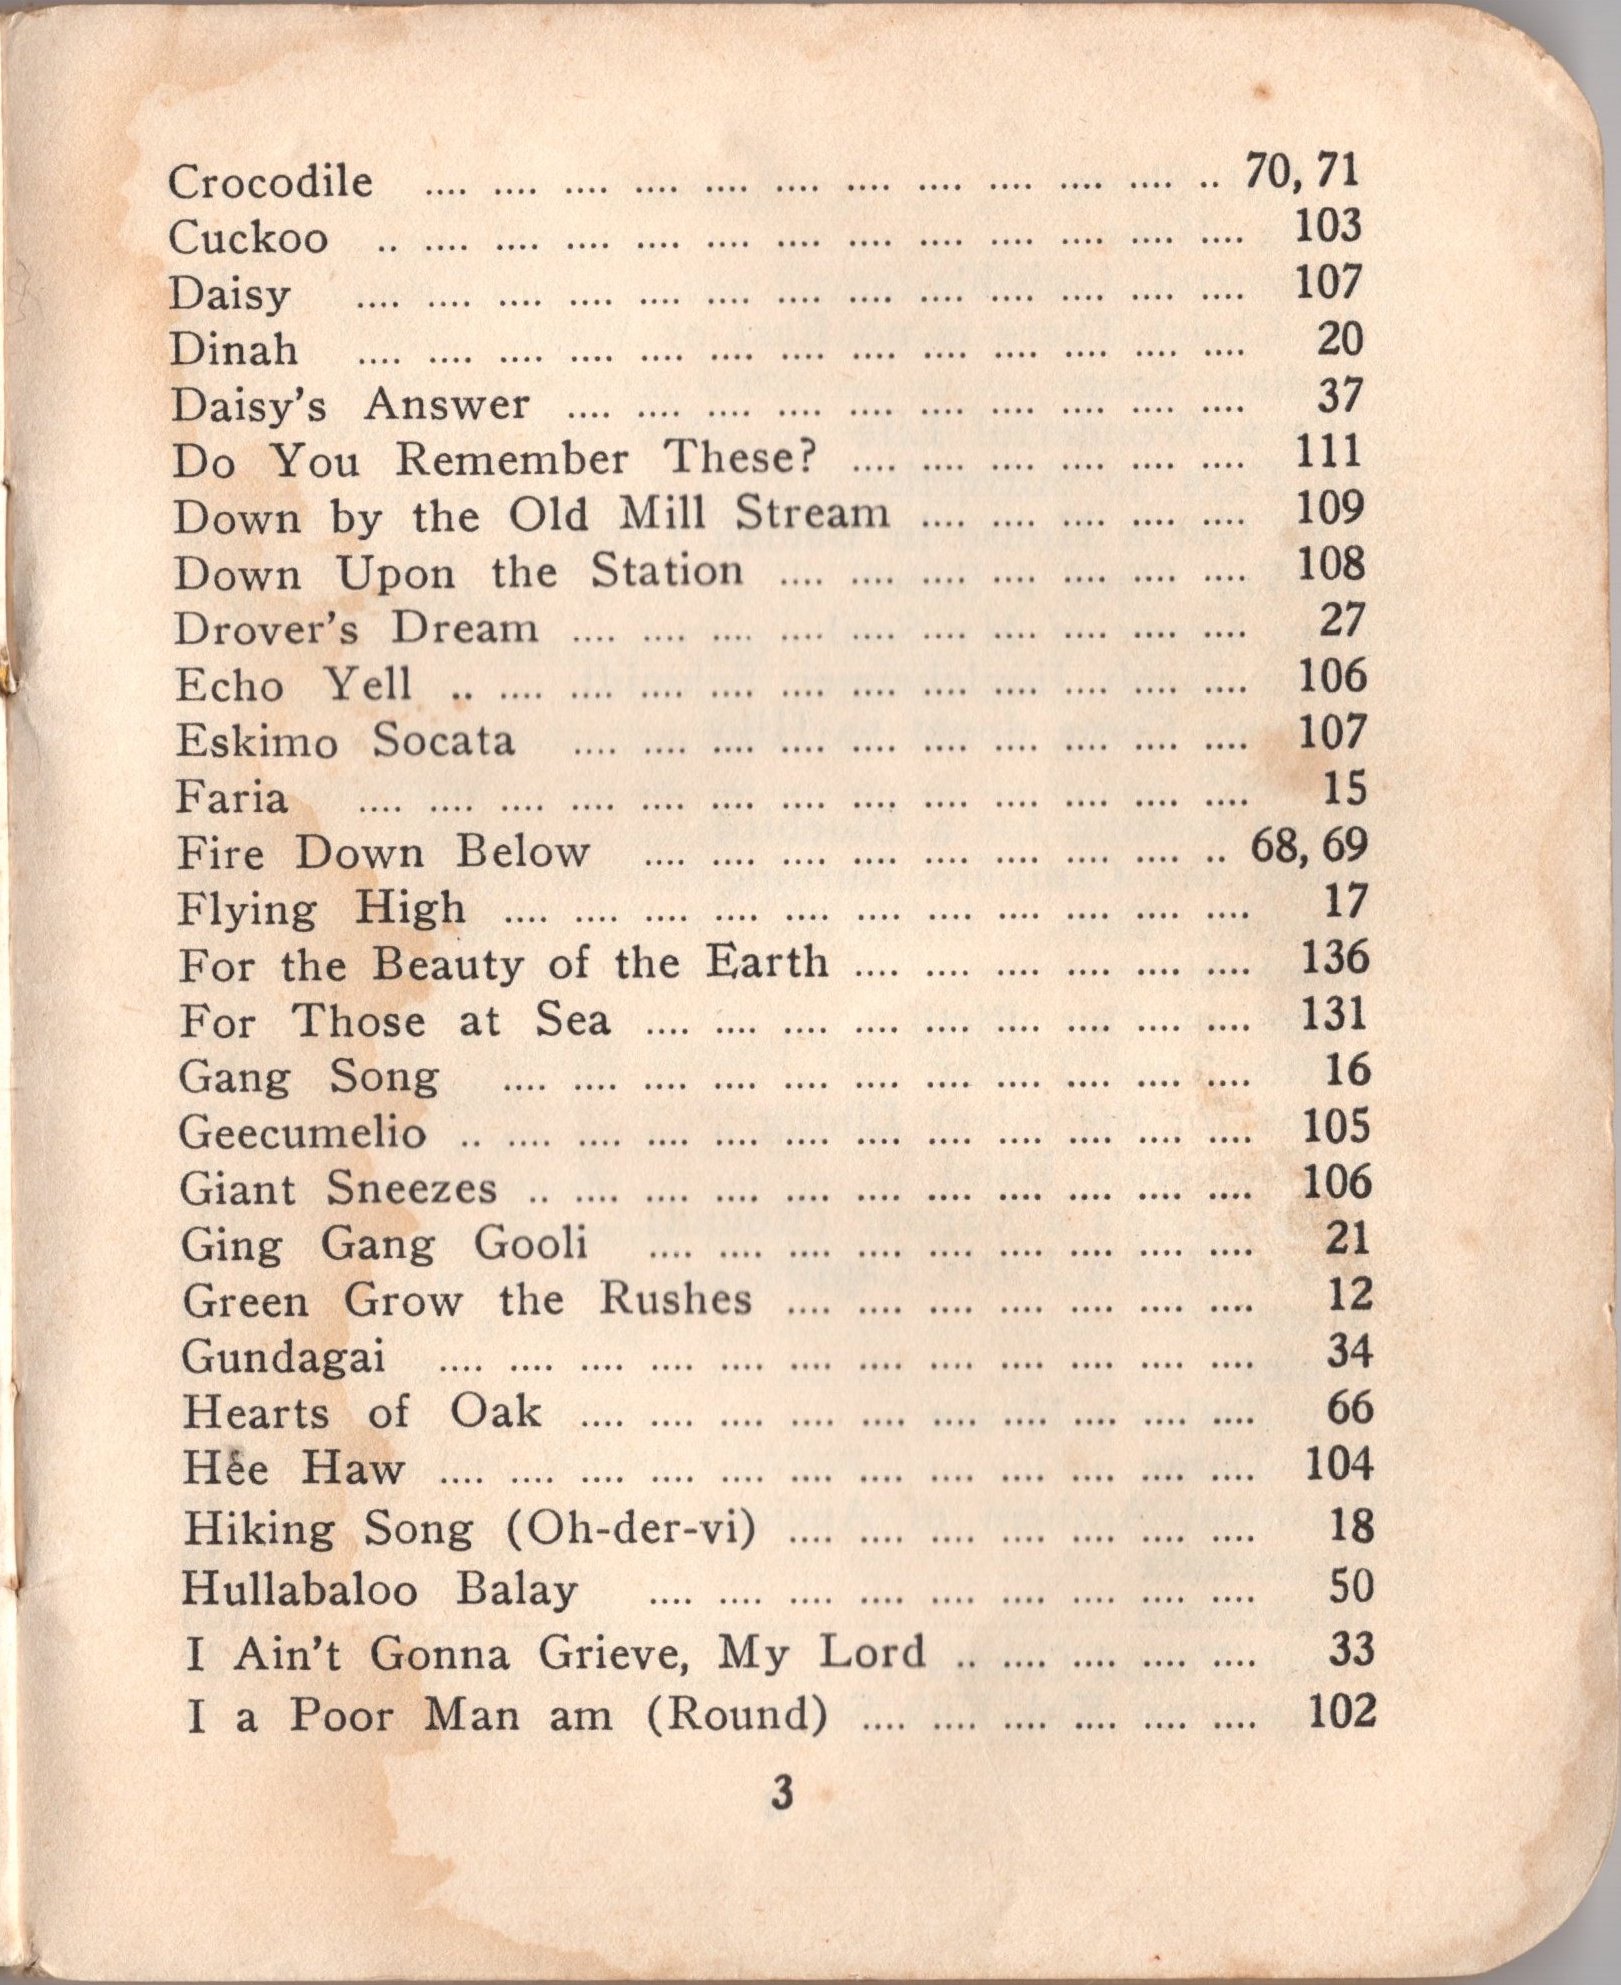 Crocodile .... .... .... .... .... .... .... .... .... .... .... .. 70, 71
Cuckoo .. .... .... .... .... .... .... .... .... .... .... .... .... 103
Daisy .... .... .... .... .... .... .... .... .... .... .... .... .... 107
Dinah .... .... .... .... .... .... .... .... .... .... .... .... .... 20
Daisy's Answer .... .... .... .... .... .... .... .... .... .... 37
Do You Remember These? .... .... .... .... .... .... 111
Down by the Old Mill Stream .... .... .... .... .... 109
Down Upon the Station .... .... .... .... .... .... .... 108
Drover's Dream .... .... .... .... .... .... .... .... .... .... 27
Echo Yell .. .... .... .... .... .... .... .... .... .... .... .... 106
Eskimo Socata .... .... .... .... .... .... .... .... .... .... 107
Faria .... .... .... .... .... .... .... .... .... .... .... .... .... 15
Fire Down Below .... .... .... .... .... .... .... .... .. 68, 69
Flying High .... .... .... .... .... .... .... .... .... .... .... 17
For the Beauty of the Earth .... .... .... .... .... .... 136
For Those at Sea .... .... .... .... .... .... .... .... .... 131
Gang Song .... .... .... .... .... .... .... .... .... .... .... 16
Geecumelio .. .... .... .... .... .... .... .... .... .... .... .... 105
Giant Sneezes .. .... .... .... .... .... .... .... .... .... .... 106
Ging Gang Gooli .... .... .... .... .... .... .... .... .... 21
Green Grow the Rushes .... .... .... .... .... .... .... 12
Gundagai .... .... .... .... .... .... .... .... .... .... .... .... 34
Hearts of Oak .... .... .... .... .... .... .... .... .... .... 66
Hee Haw .... .... .... .... .... .... .... .... .... .... .... .... 104
Hiking Song (Oh-der-vi) .... .... .... .... .... .... .... 18
Hullabaloo Balay .... .... .... .... .... .... .... .... .... 50
I Ain't Gonna Grieve, My Lord .. .... .... .... .... 33
I a Poor Man am (Round) .... .... .... .... .... .... 102
3